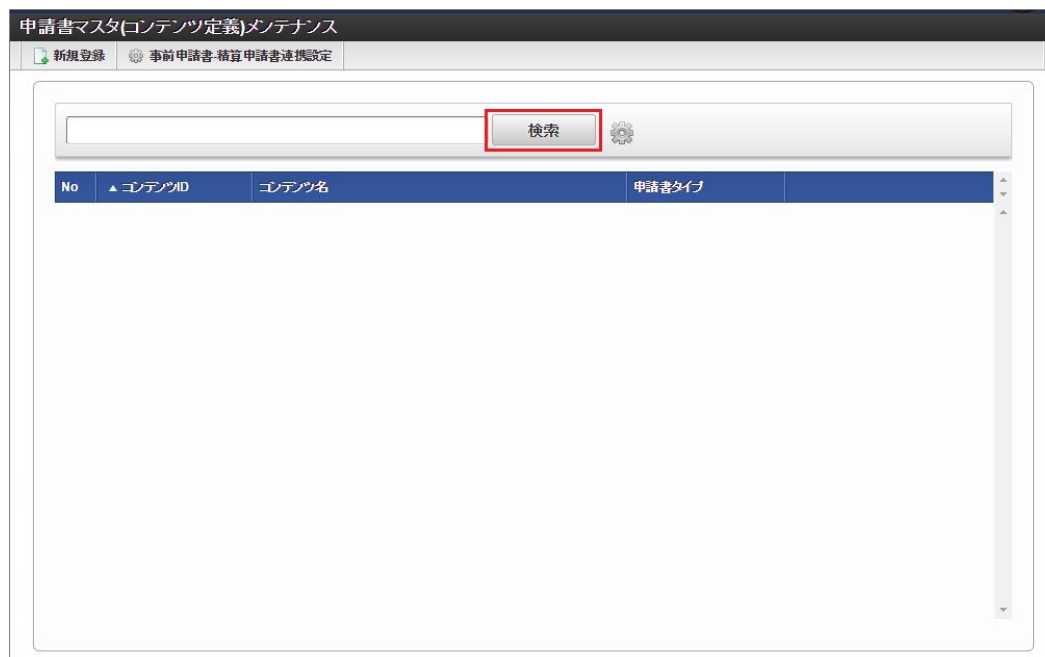 申請書マスタ(コンテンツ定義)メンテナンス
新規登録 事前申請書-精算申請書連携設定
検索
No ▲ コンテンツID コンテンツ名 申請書タイプ